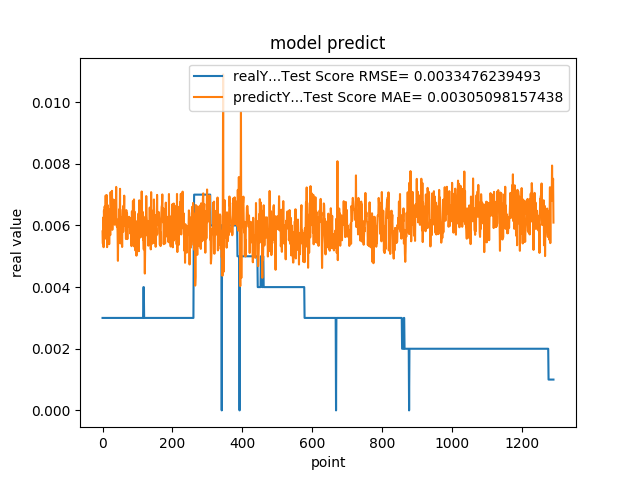 model predict
realY...Test Score RMSE= 0.0033476239493
predictY...Test Score MAE= 0.00305098157438
real value
0.010
0.008
0.006
0.004
0.002
0.000
0 200 400 600 800 1000 1200
point